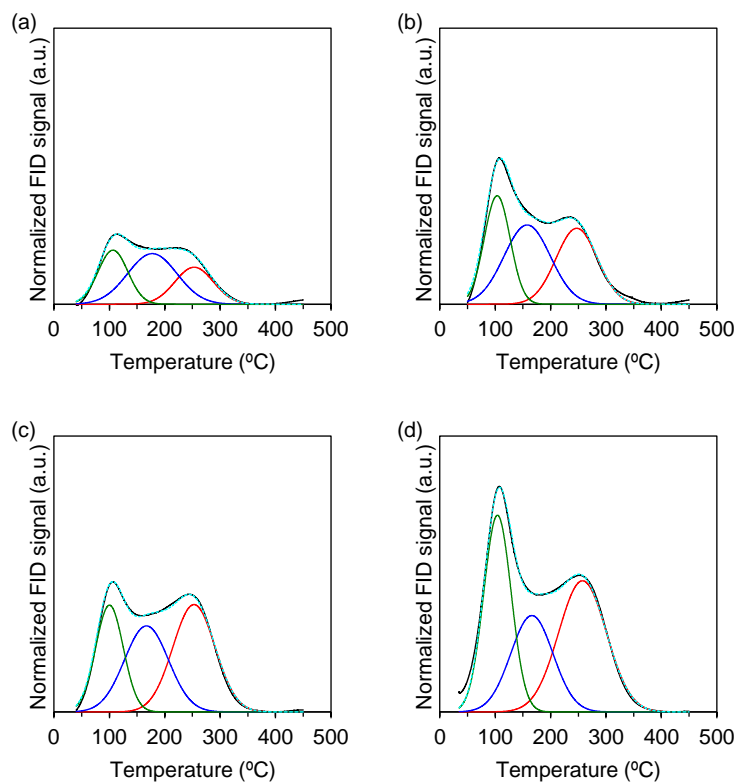 (a)
Normalized FID signal (a.u.)
0 100 200 300 400 500
Temperature (ºC)
(b)
Normalized FID signal (a.u.)
0 100 200 300 400 500
Temperature (ºC)
(c)
Normalized FID signal (a.u.)
0 100 200 300 400 500
Temperature (ºC)
(d)
Normalized FID signal (a.u.)
0 100 200 300 400 500
Temperature (ºC)